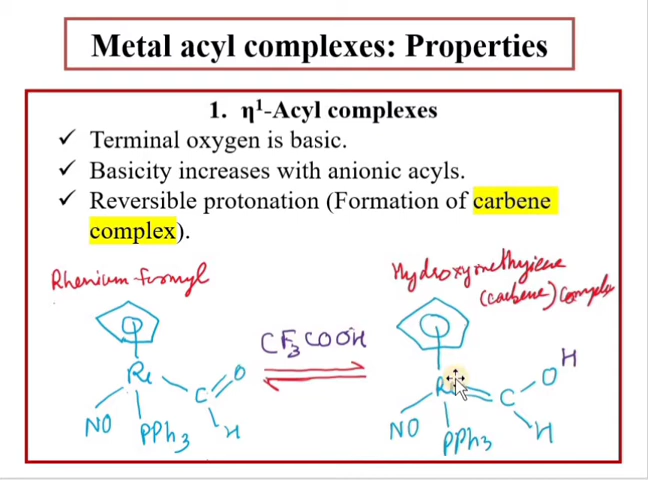 Metal acyl complexes: Properties
1. η¹-Acyl complexes
✓ Terminal oxygen is basic.
✓ Basicity increases with anionic acyls.
✓ Reversible protonation (Formation of carbene
complex).
Rhenium formyl
Hydroxymethylene
(carbene) complex
CF₃COOH
Re
C
O
H
NO
PPh₃
Re
C
O
H
H
NO
PPh₃